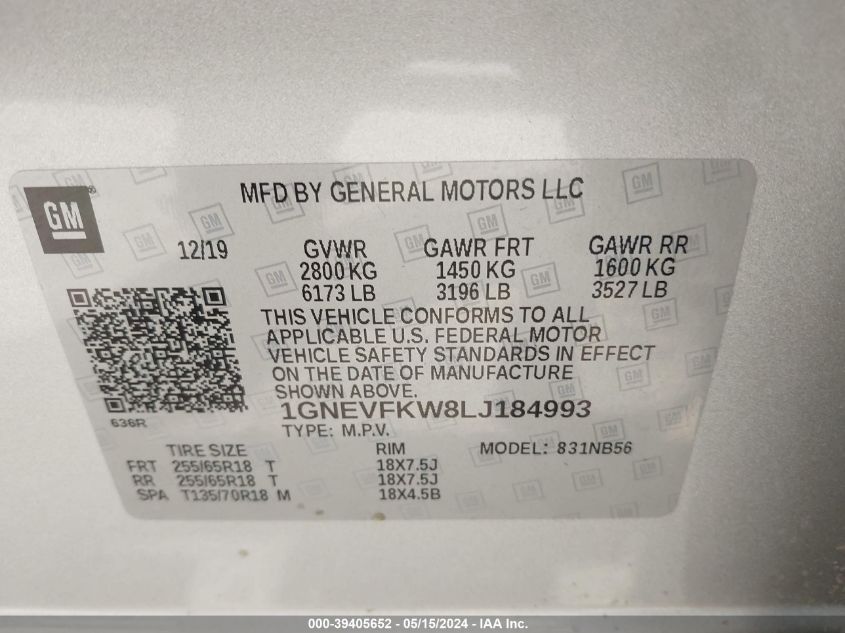 GM
MFD BY GENERAL MOTORS LLC
12/19 GVWR GAWR FRT GAWR RR
2800 KG 1450 KG 1600 KG
6173 LB 3196 LB 3527 LB
THIS VEHICLE CONFORMS TO ALL
APPLICABLE U.S. FEDERAL MOTOR
VEHICLE SAFETY STANDARDS IN EFFECT
ON THE DATE OF MANUFACTURE
SHOWN ABOVE.
636R
1GNEVFKW8LJ184993
TYPE: M.P.V.
TIRE SIZE RIM MODEL: 831NB56
FRT 255/65R18 T 18X7.5J
RR 255/65R18 T 18X7.5J
SPA T135/70R18 M 18X4.5B
000-39405652 - 05/15/2024 - IAA Inc.